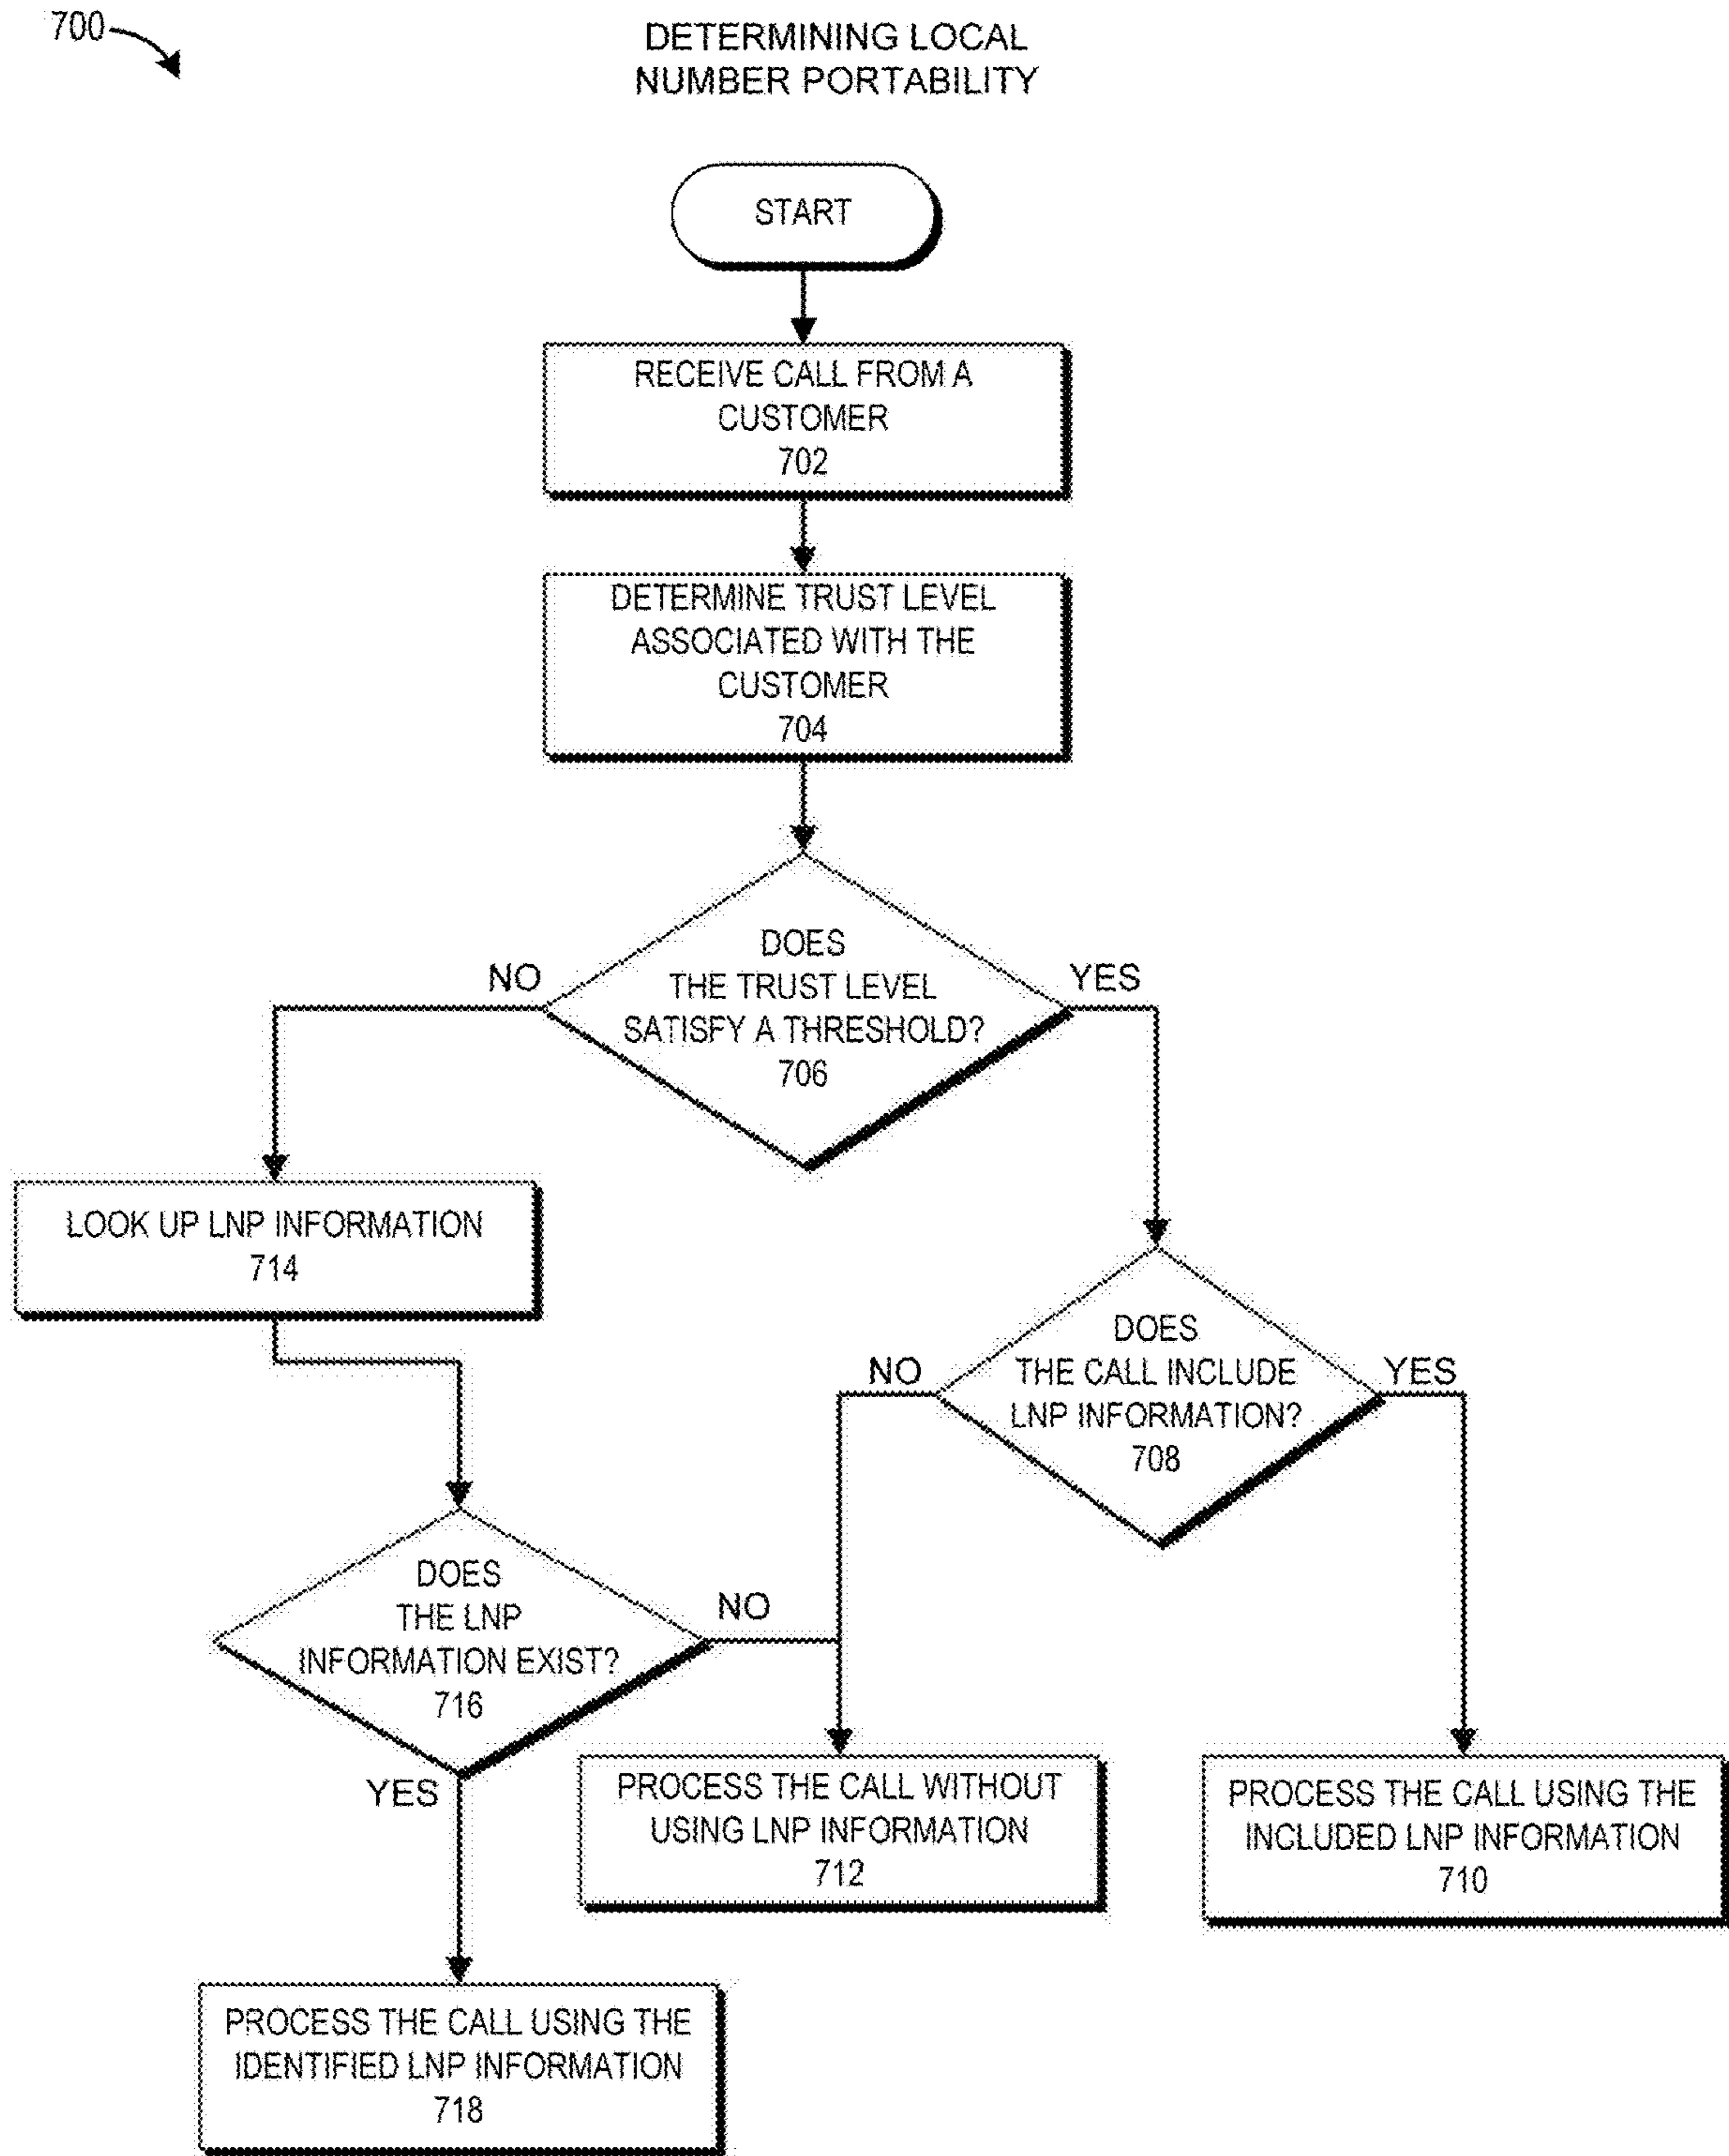 700
DETERMINING LOCAL
NUMBER PORTABILITY
START
RECEIVE CALL FROM A
CUSTOMER
702
DETERMINE TRUST LEVEL
ASSOCIATED WITH THE
CUSTOMER
704
DOES
THE TRUST LEVEL
SATISFY A THRESHOLD?
706
NO
YES
LOOK UP LNP INFORMATION
714
DOES
THE CALL INCLUDE
LNP INFORMATION?
708
NO
YES
DOES
THE LNP
INFORMATION EXIST?
716
NO
YES
PROCESS THE CALL WITHOUT
USING LNP INFORMATION
712
PROCESS THE CALL USING THE
INCLUDED LNP INFORMATION
710
PROCESS THE CALL USING THE
IDENTIFIED LNP INFORMATION
718